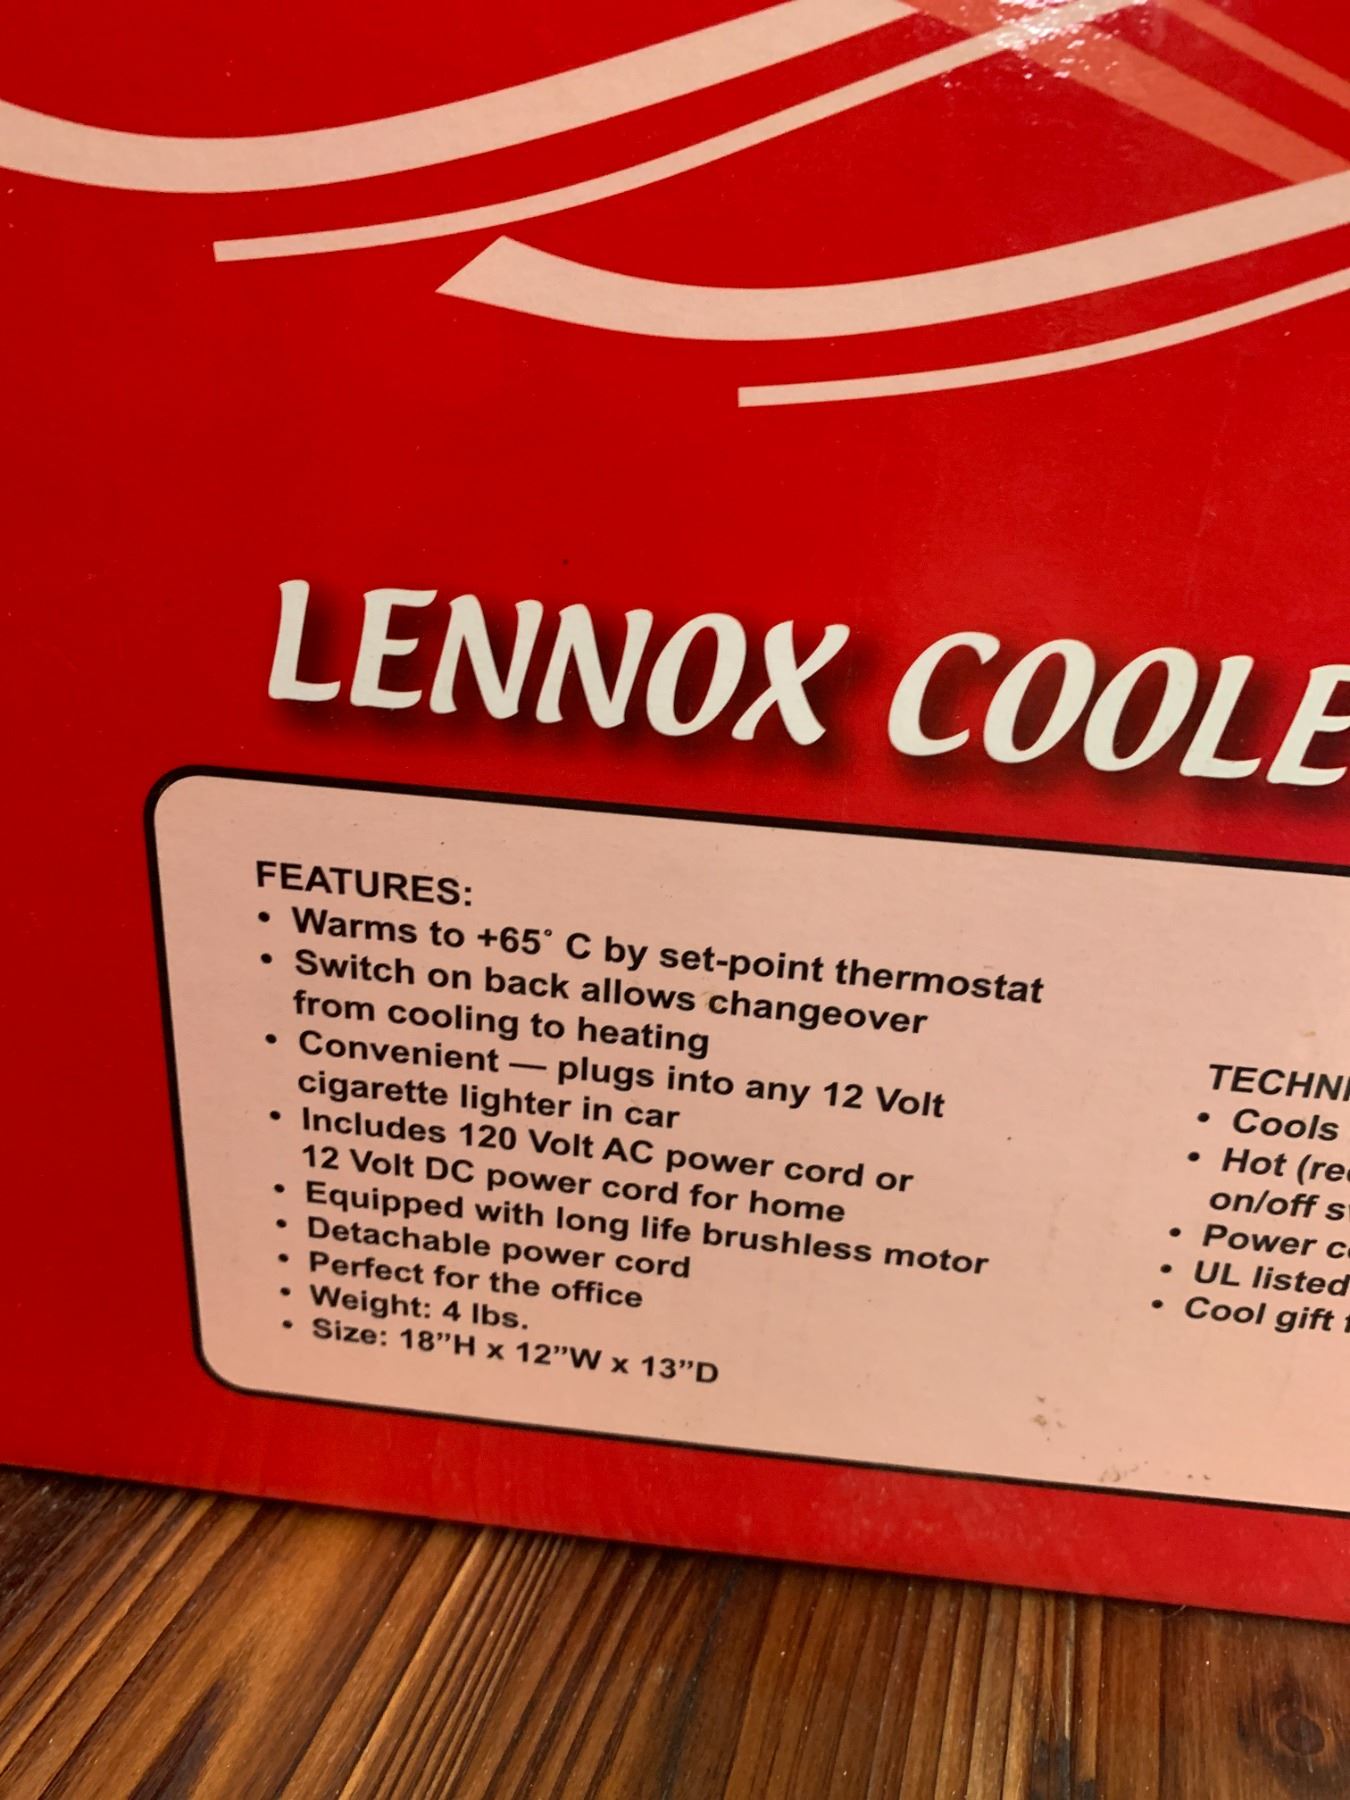 LENNOX COOLE
FEATURES:
• Warms to +65° C by set-point thermostat
• Switch on back allows changeover
from cooling to heating
• Convenient — plugs into any 12 Volt
cigarette lighter in car
• Includes 120 Volt AC power cord or
12 Volt DC power cord for home
• Equipped with long life brushless motor
• Detachable power cord
• Perfect for the office
• Weight: 4 lbs.
• Size: 18”H x 12”W x 13”D
TECHNI
• Cools
• Hot (re
on/off s
• Power c
• UL listed
• Cool gift f